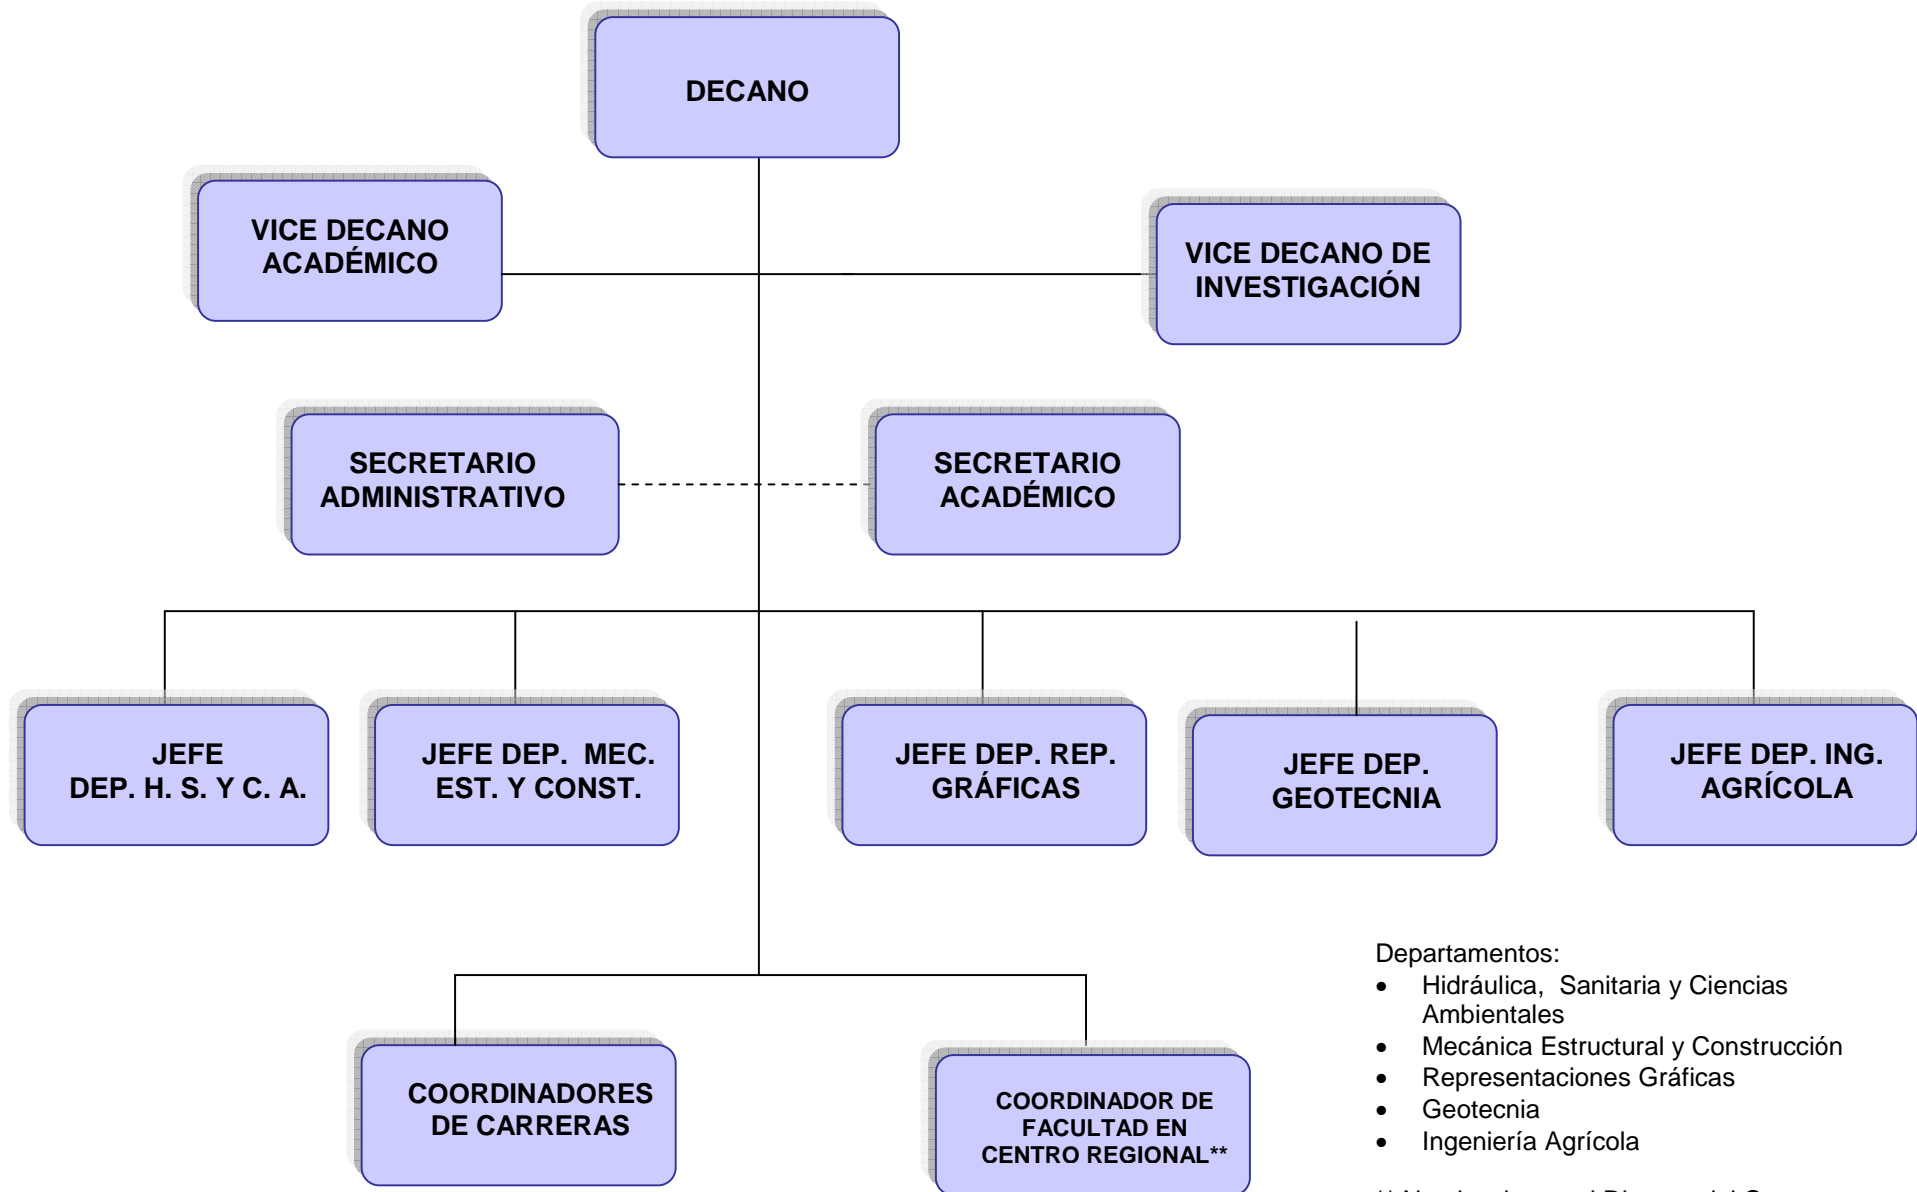 DECANO
VICE DECANO
ACADÉMICO
VICE DECANO DE
INVESTIGACIÓN
SECRETARIO
ADMINISTRATIVO
SECRETARIO
ACADÉMICO
JEFE
DEP. H. S. Y C. A.
JEFE DEP. MEC.
EST. Y CONST.
JEFE DEP. REP.
GRÁFICAS
JEFE DEP.
GEOTECNIA
JEFE DEP. ING.
AGRÍCOLA
COORDINADORES
DE CARRERAS
COORDINADOR DE
FACULTAD EN
CENTRO REGIONAL**
Departamentos:
• Hidráulica, Sanitaria y Ciencias
Ambientales
• Mecánica Estructural y Construcción
• Representaciones Gráficas
• Geotecnia
• Ingeniería Agrícola